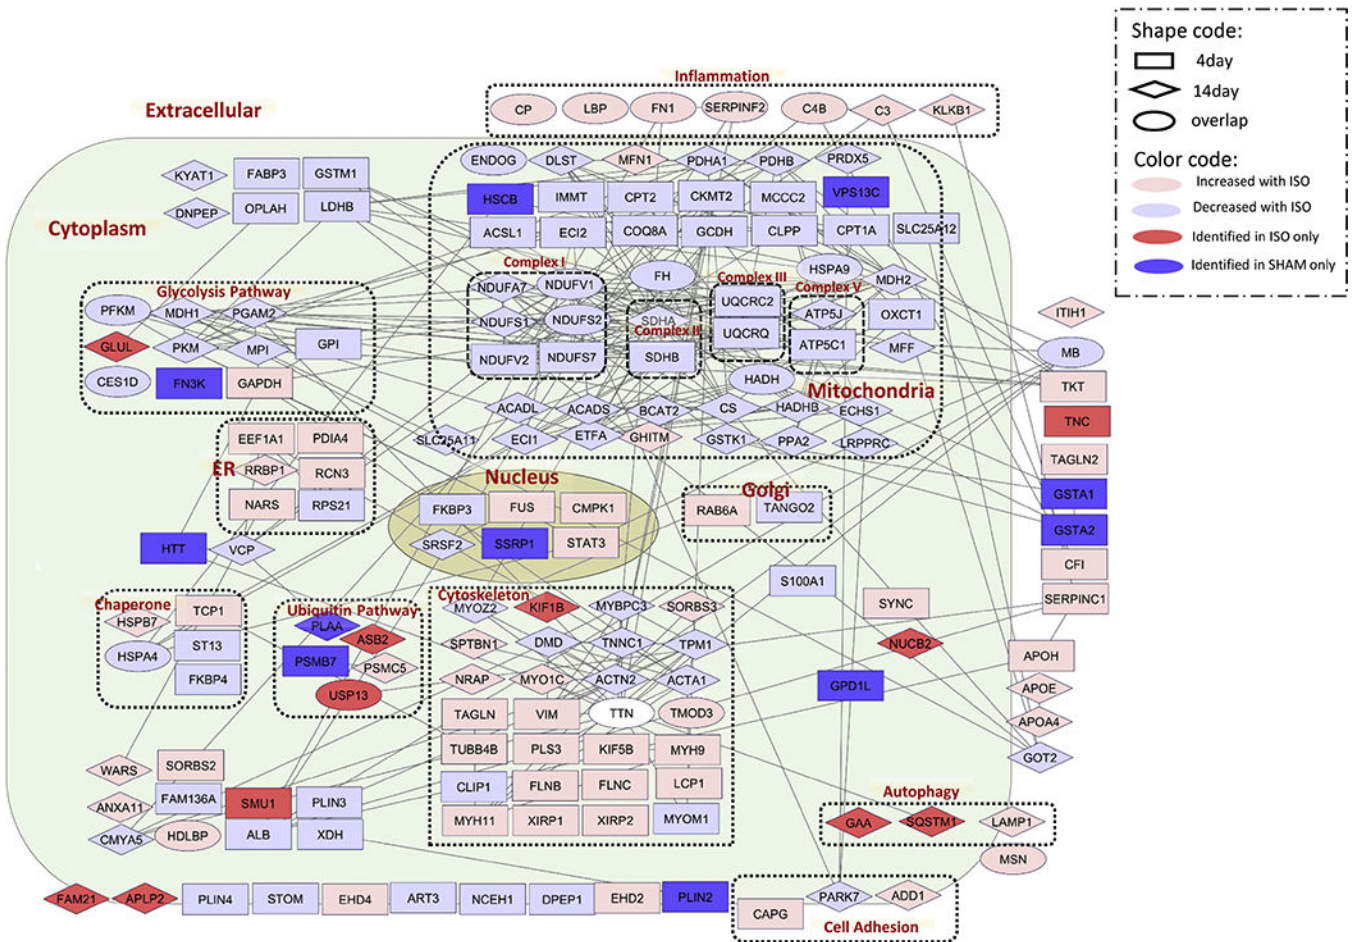 Shape code:
4day
14day
overlap
Color code:
Increased with ISO
Decreased with ISO
Identified in ISO only
Identified in SHAM only
Inflammation
CP LBP FN1 SERPINF2 C4B C3 KLKB1
Extracellular
Cytoplasm
KYAT1 FABP3 GSTM1
DNPEP OPLAH LDHB
ENDOG DLST MFN1 PDHA1 PDHB PRDX5
HSCB IMMT CPT2 CKMT2 MCCC2 VPS13C
ACSL1 ECI2 COQ8A GCDH CLPP CPT1A SLC25A12
Complex I
Complex III
Complex V
FH HSPA9 MDH2
NDUFA7 NDUFV1
NDUFS1 NDUFS2
NDUFV2 NDUFS7
SDHA
Complex II
SDHB
UQCRC2
UQCRQ
ATP5J
ATP5C1
OXCT1
MFF
HADH
Mitochondria
ACADL ACADS BCAT2 CS HADHB ECHS1
SLC25A11 ECI1 ETFA GHITM GSTK1 PPA2 LRPPRC
Glycolysis Pathway
PFKM MDH1 PGAM2
GLUL PKM MPI GPI
CES1D FN3K GAPDH
ER
EEF1A1 PDIA4
RRBP1 RCN3
NARS RPS21
HTT VCP
Nucleus
FKBP3 FUS CMPK1
SRSF2 SSRP1 STAT3
Golgi
RAB6A TANGO2
S100A1
SYNC
NUCB2
GPD1L
ITIH1
MB
TKT
TNC
TAGLN2
GSTA1
GSTA2
CFI
SERPINC1
APOH
APOE
APOA4
GOT2
Chaperone
HSPB7 TCP1
HSPA4 ST13
FKBP4
Ubiquitin Pathway
PLAA ASB2
PSMB7 PSMC5
USP13
Cytoskeleton
MYOZ2 KIF1B MYBPC3 SORBS3
SPTBN1 DMD TNNC1 TPM1
NRAP MYO1C ACTN2 ACTA1
TAGLN VIM TTN TMOD3
TUBB4B PLS3 KIF5B MYH9
CLIP1 FLNB FLNC LCP1
MYH11 XIRP1 XIRP2 MYOM1
WARS SORBS2
ANXA11 FAM136A SMU1 PLIN3
CMYA5 HDLBP ALB XDH
Autophagy
GAA SQSTM1 LAMP1
MSN
FAM21 APLP2 PLIN4 STOM EHD4 ART3 NCEH1 DPEP1 EHD2 PLIN2
CAPG PARK7 ADD1
Cell Adhesion